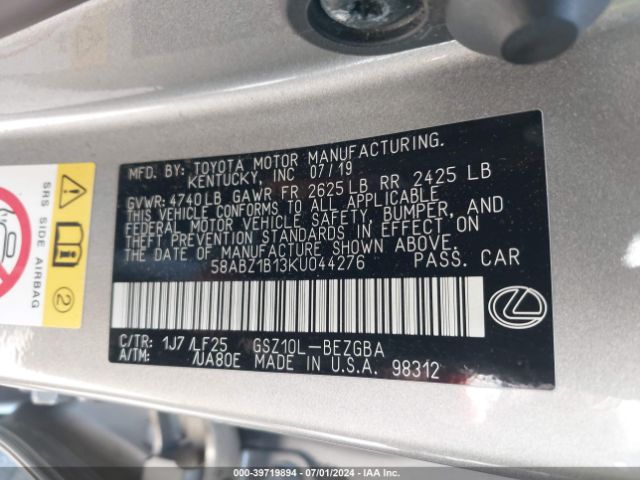 MFD. BY: TOYOTA MOTOR MANUFACTURING.
KENTUCKY, INC 07/19
GVWR: 4740LB GAWR FR 2625 LB RR 2425 LB
THIS VEHICLE CONFORMS TO ALL APPLICABLE
FEDERAL MOTOR VEHICLE SAFETY, BUMPER, AND
THEFT PREVENTION STANDARDS IN EFFECT ON
THE DATE OF MANUFACTURE SHOWN ABOVE.
58ABZ1B13KU044276 PASS. CAR
C/TR: 1J7 /LF25 GSZ10L-BEZGBA
A/TM: /UA80E MADE IN U.S.A. 98312
SRS SIDE AIRBAG
2
000-39719894 / 07/01/2024 / IAA Inc.